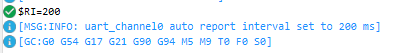 $RI=200
[MSG:INFO: uart_channel0 auto report interval set to 200 ms]
[GC:G0 G54 G17 G21 G90 G94 M5 M9 T0 F0 S0]